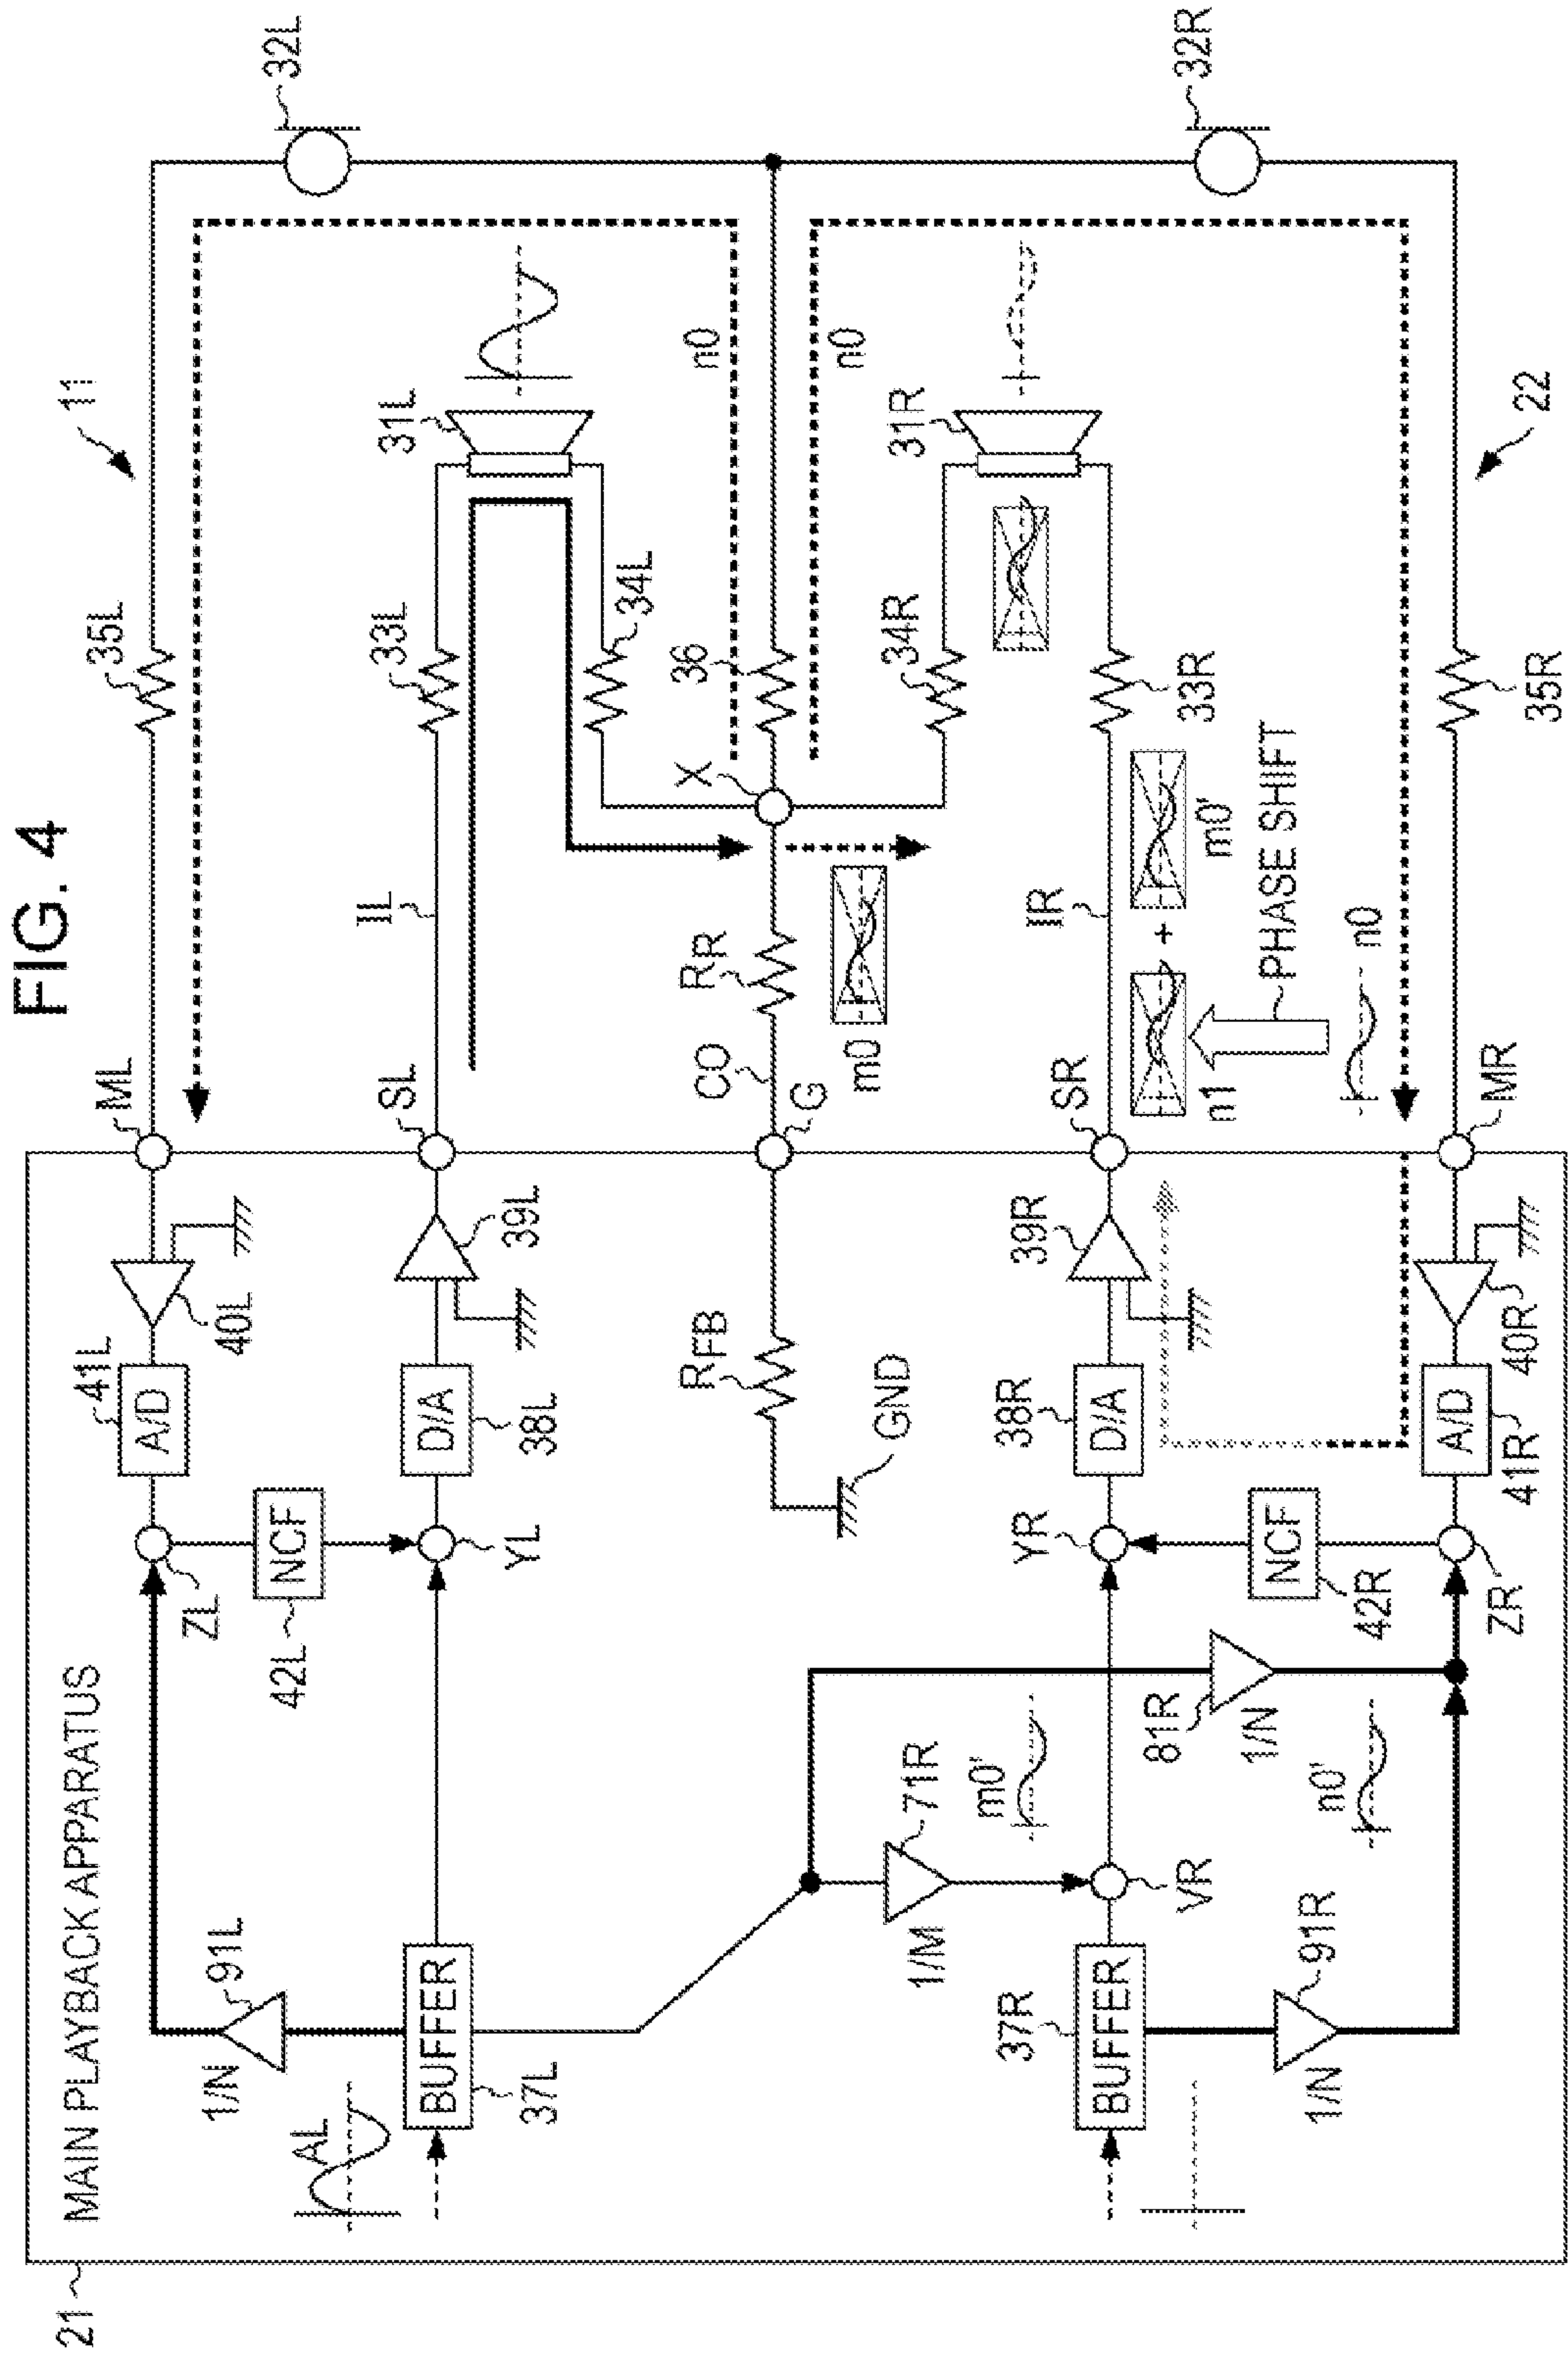 FIG. 4
21
MAIN PLAYBACK APPARATUS
11
22
AL
1/N
91L
BUFFER
37L
ZL
NCF
42L
YL
41L
A/D
40L
D/A
38L
39L
ML
SL
35L
IL
33L
34L
31L
32L
n0
GND
RFB
G
CO
RR
X
36
m0
n0
1/M
71R
m0'
VR
37R
BUFFER
1/N
91R
81R
1/N
n0'
YR
NCF
42R
ZR
38R
D/A
39R
A/D
41R
40R
SR
MR
IR
n1
+
m0'
PHASE SHIFT
n0
34R
33R
31R
35R
32R